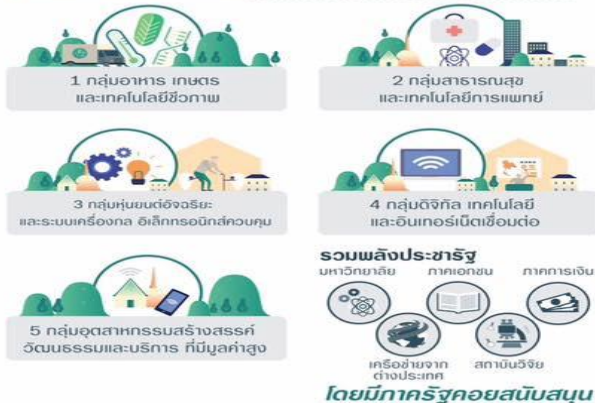 1 กลุ่มอาหาร เกษตร
และเทคโนโลยีชีวภาพ
2 กลุ่มสาธารณสุข
และเทคโนโลยีการแพทย์
3 กลุ่มหุ่นยนต์อัจฉริยะ
และระบบเครื่องกล อิเล็กทรอนิกส์ควบคุม
4 กลุ่มดิจิทัล เทคโนโลยี
และอินเทอร์เน็ตเชื่อมต่อ
5 กลุ่มอุตสาหกรรมสร้างสรรค์
วัฒนธรรมและบริการ ที่มีมูลค่าสูง
รวมพลังประชารัฐ
มหาวิทยาลัย ภาคเอกชน ภาคการเงิน
เครือข่ายจาก
ต่างประเทศ
สถาบันวิจัย
โดยมีภาครัฐคอยสนับสนุน